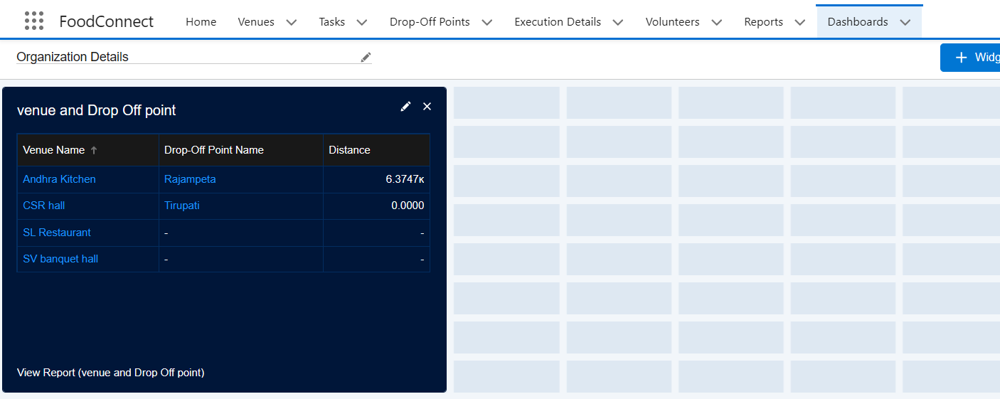 FoodConnect Home Venues Tasks Drop-Off Points Execution Details Volunteers Reports Dashboards
Organization Details
+ Widg
venue and Drop Off point
Venue Name ↑ Drop-Off Point Name Distance
Andhra Kitchen Rajampeta 6.3747ĸ
CSR hall Tirupati 0.0000
SL Restaurant - -
SV banquet hall - -
View Report (venue and Drop Off point)